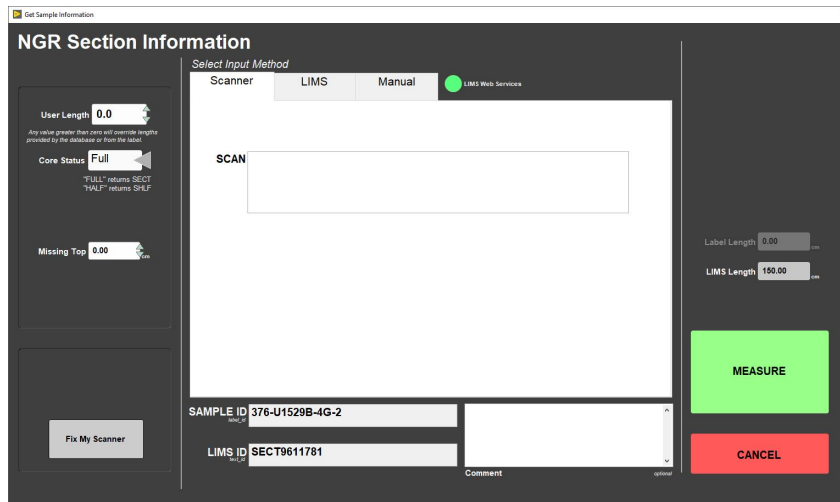 Get Sample Information
NGR Section Information
Select Input Method
Scanner LIMS Manual LIMS Web Services
User Length 0.0
Any value greater than zero will override lengths
provided by the database or from the label.
Core Status Full
"FULL" returns SECT
"HALF" returns SHLF
Missing Top 0.00 cm
SCAN
Label Length 0.00 cm
LIMS Length 150.00 cm
MEASURE
Fix My Scanner
SAMPLE ID 376-U1529B-4G-2
label_id
LIMS ID SECT9611781
text_id
Comment optional
CANCEL